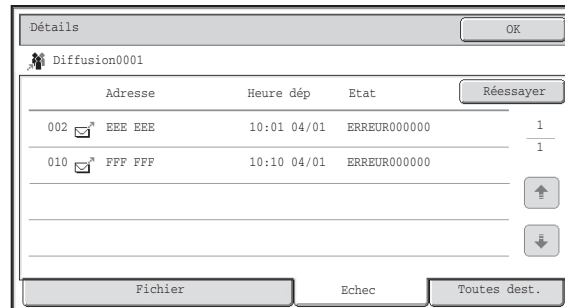 Détails OK
Diffusion0001
Adresse Heure dép Etat Réessayer
002 EEE EEE 10:01 04/01 ERREUR000000 1
010 FFF FFF 10:10 04/01 ERREUR000000 1
Fichier Echec Toutes dest.